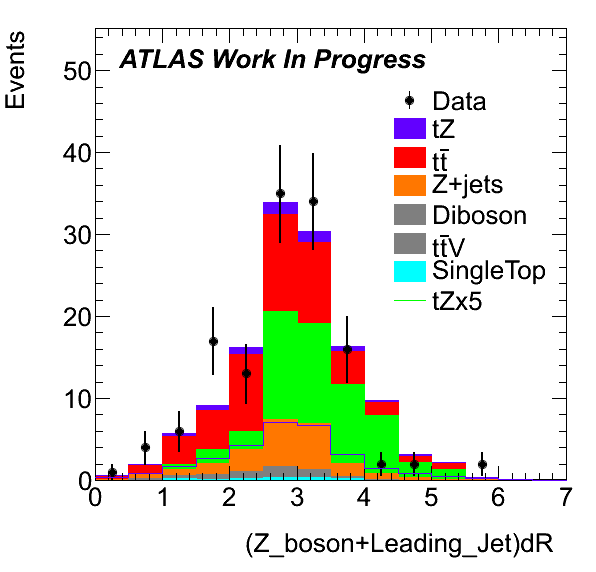 Events
50
40
30
20
10
0
ATLAS Work In Progress
Data
tZ
tt̄
Z+jets
Diboson
tt̄V
SingleTop
tZx5
0 1 2 3 4 5 6 7
(Z_boson+Leading_Jet)dR